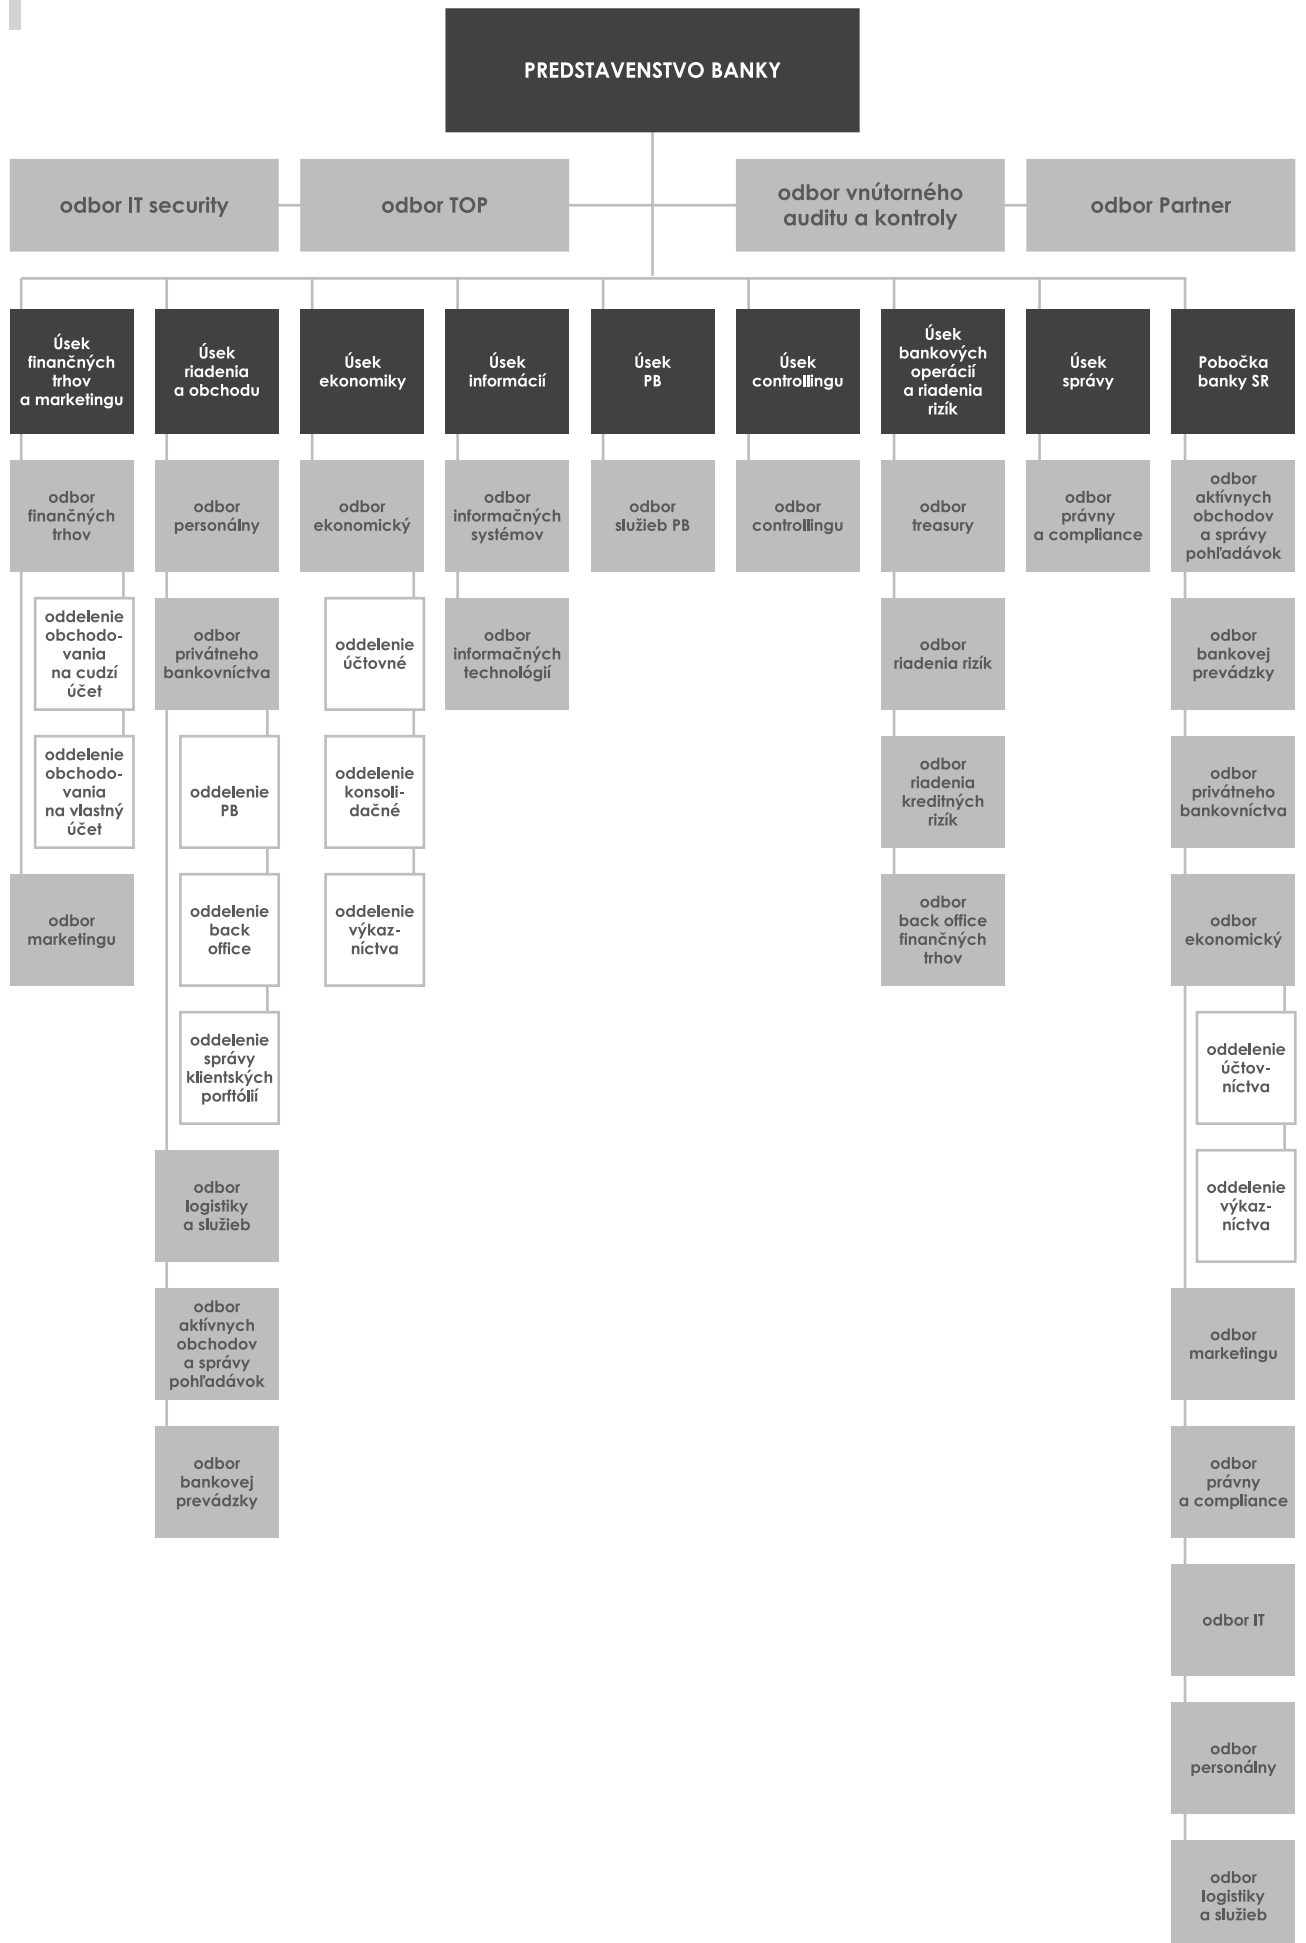 PREDSTAVENSTVO BANKY
odbor IT security
odbor TOP
odbor vnútorného
auditu a kontroly
odbor Partner
Úsek
finančných
trhov
a marketingu
Úsek
riadenia
a obchodu
Úsek
ekonomiky
Úsek
informácií
Úsek
PB
Úsek
controllingu
Úsek
bankových
operácií
a riadenia
rizík
Úsek
správy
Pobočka
banky SR
odbor
finančných
trhov
odbor
personálny
odbor
ekonomický
odbor
informačných
systémov
odbor
služieb PB
odbor
controllingu
odbor
treasury
odbor
právny
a compliance
odbor
aktívnych
obchodov
a správy
pohľadávok
oddelenie
obchodo-
vania
na cudzí
účet
odbor
privátneho
bankovníctva
oddelenie
účtovné
odbor
informačných
technológií
odbor
riadenia rizík
odbor
bankovej
prevádzky
oddelenie
obchodo-
vania
na vlastný
účet
oddelenie
PB
oddelenie
konsoli-
dačné
odbor
riadenia
kreditných
rizík
odbor
privátneho
bankovníctva
odbor
marketingu
oddelenie
back
office
oddelenie
výkaz-
níctva
odbor
back office
finančných
trhov
odbor
ekonomický
oddelenie
správy
klientských
porftólií
oddelenie
účtov-
níctva
odbor
logistiky
a služieb
oddelenie
výkaz-
níctva
odbor
aktívnych
obchodov
a správy
pohľadávok
odbor
marketingu
odbor
bankovej
prevádzky
odbor
právny
a compliance
odbor IT
odbor
personálny
odbor
logistiky
a služieb